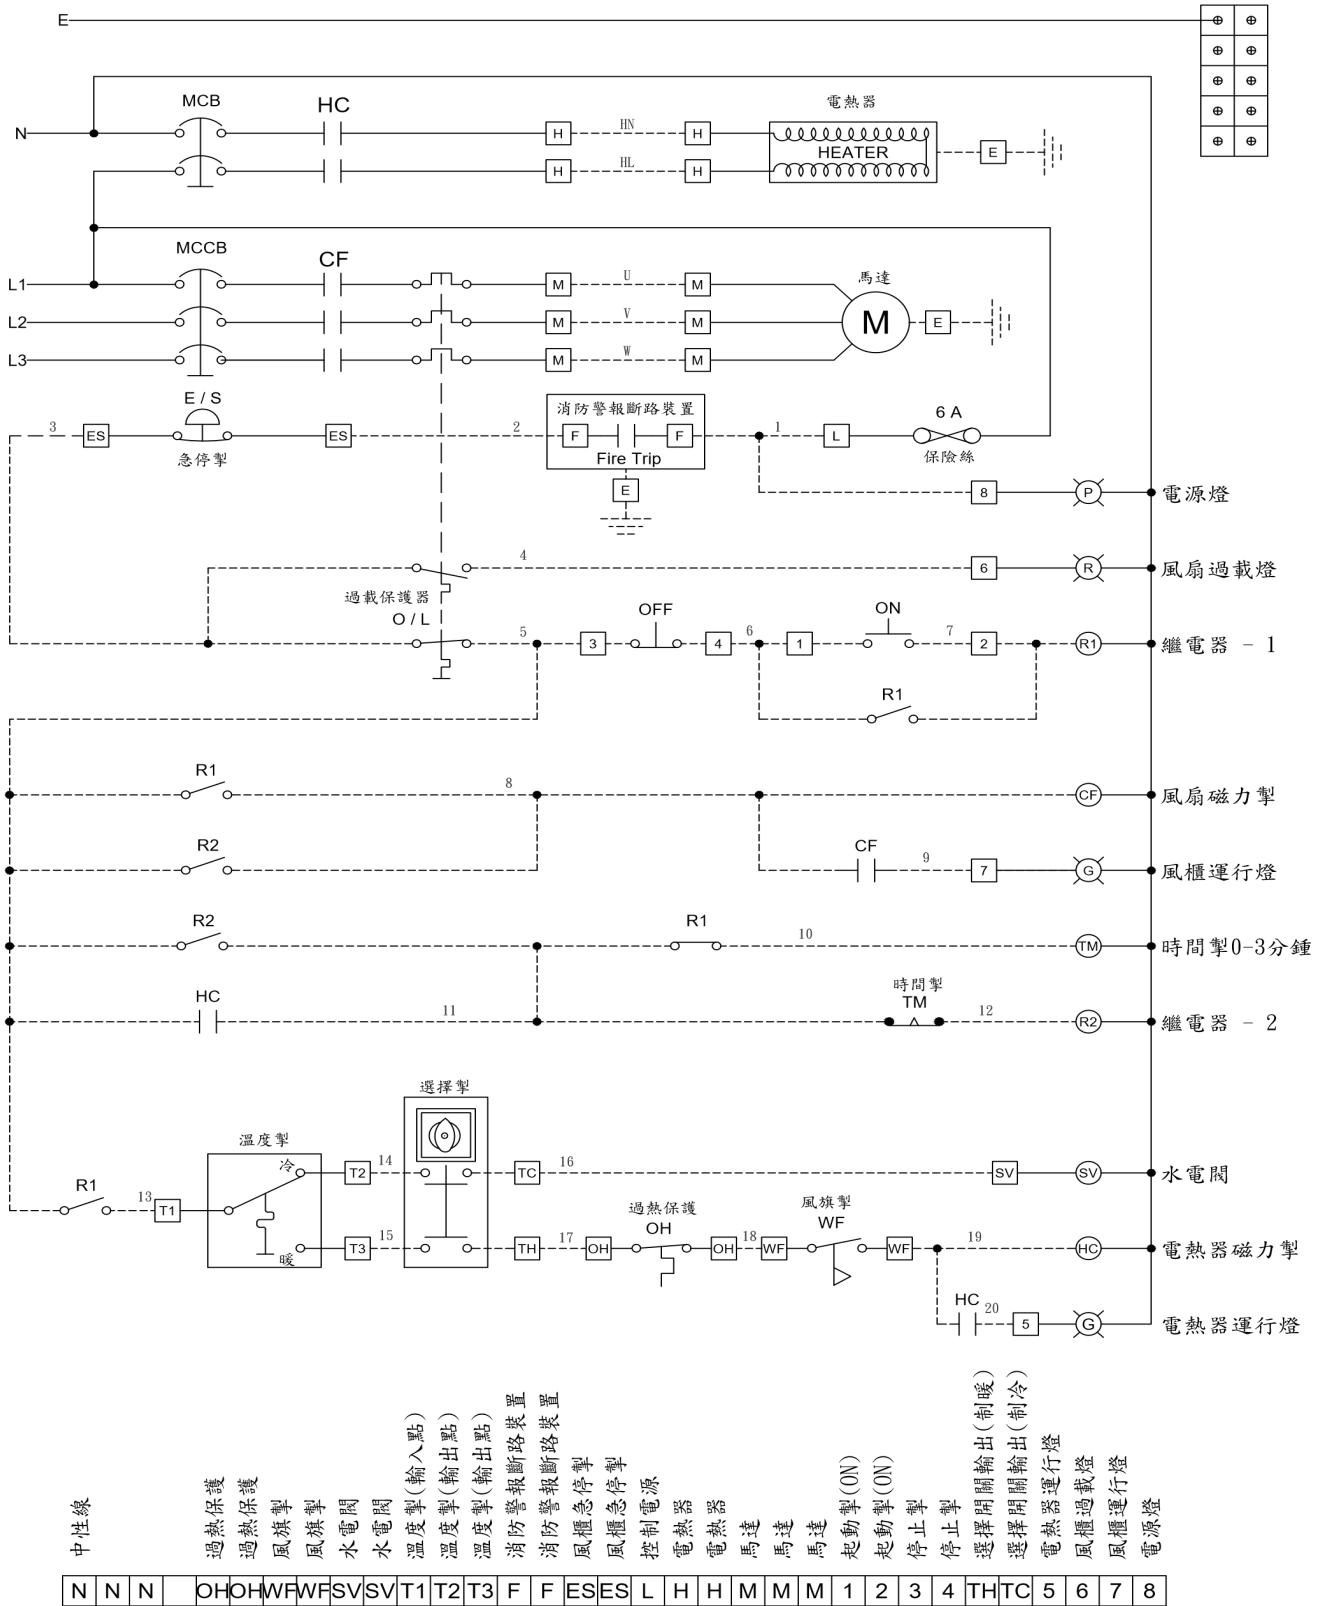 E
MCB
HC
電熱器
N
H
HN
H
HEATER
E
H
HL
H
MCCB
CF
馬達
L1
M
U
M
L2
M
V
M
M
E
L3
M
W
M
E / S
消防警報斷路裝置
6 A
3
ES
ES
2
F
F
1
L
急停掣
Fire Trip
保險絲
E
8
P
電源燈
4
6
R
風扇過載燈
過載保護器
O / L
OFF
ON
5
3
4
6
1
7
2
R1
繼電器 - 1
R1
R1
8
CF
風扇磁力掣
R2
CF
9
7
G
風櫃運行燈
R2
R1
10
TM
時間掣0-3分鍾
HC
時間掣
TM
11
12
R2
繼電器 - 2
選擇掣
溫度掣
冷
T2
14
TC
16
SV
SV
水電閥
R1
13
T1
過熱保護
OH
風旗掣
WF
暖
T3
15
TH
17
OH
OH
18
WF
WF
19
HC
電熱器磁力掣
HC
20
5
G
電熱器運行燈
中性線
過熱保護
過熱保護
風旗掣
風旗掣
水電閥
水電閥
溫度掣(輸入點)
溫度掣(輸出點)
溫度掣(輸出點)
消防警報斷路裝置
消防警報斷路裝置
風櫃急停掣
風櫃急停掣
控制電源
電熱器
電熱器
馬達
馬達
馬達
起動掣(ON)
起動掣(ON)
停止掣
停止掣
選擇開關輸出(制暖)
選擇開關輸出(制冷)
電熱器運行燈
風櫃過載燈
風櫃運行燈
電源燈
N N N OH OH WF WF SV SV T1 T2 T3 F F ES ES L H H M M M 1 2 3 4 TH TC 5 6 7 8